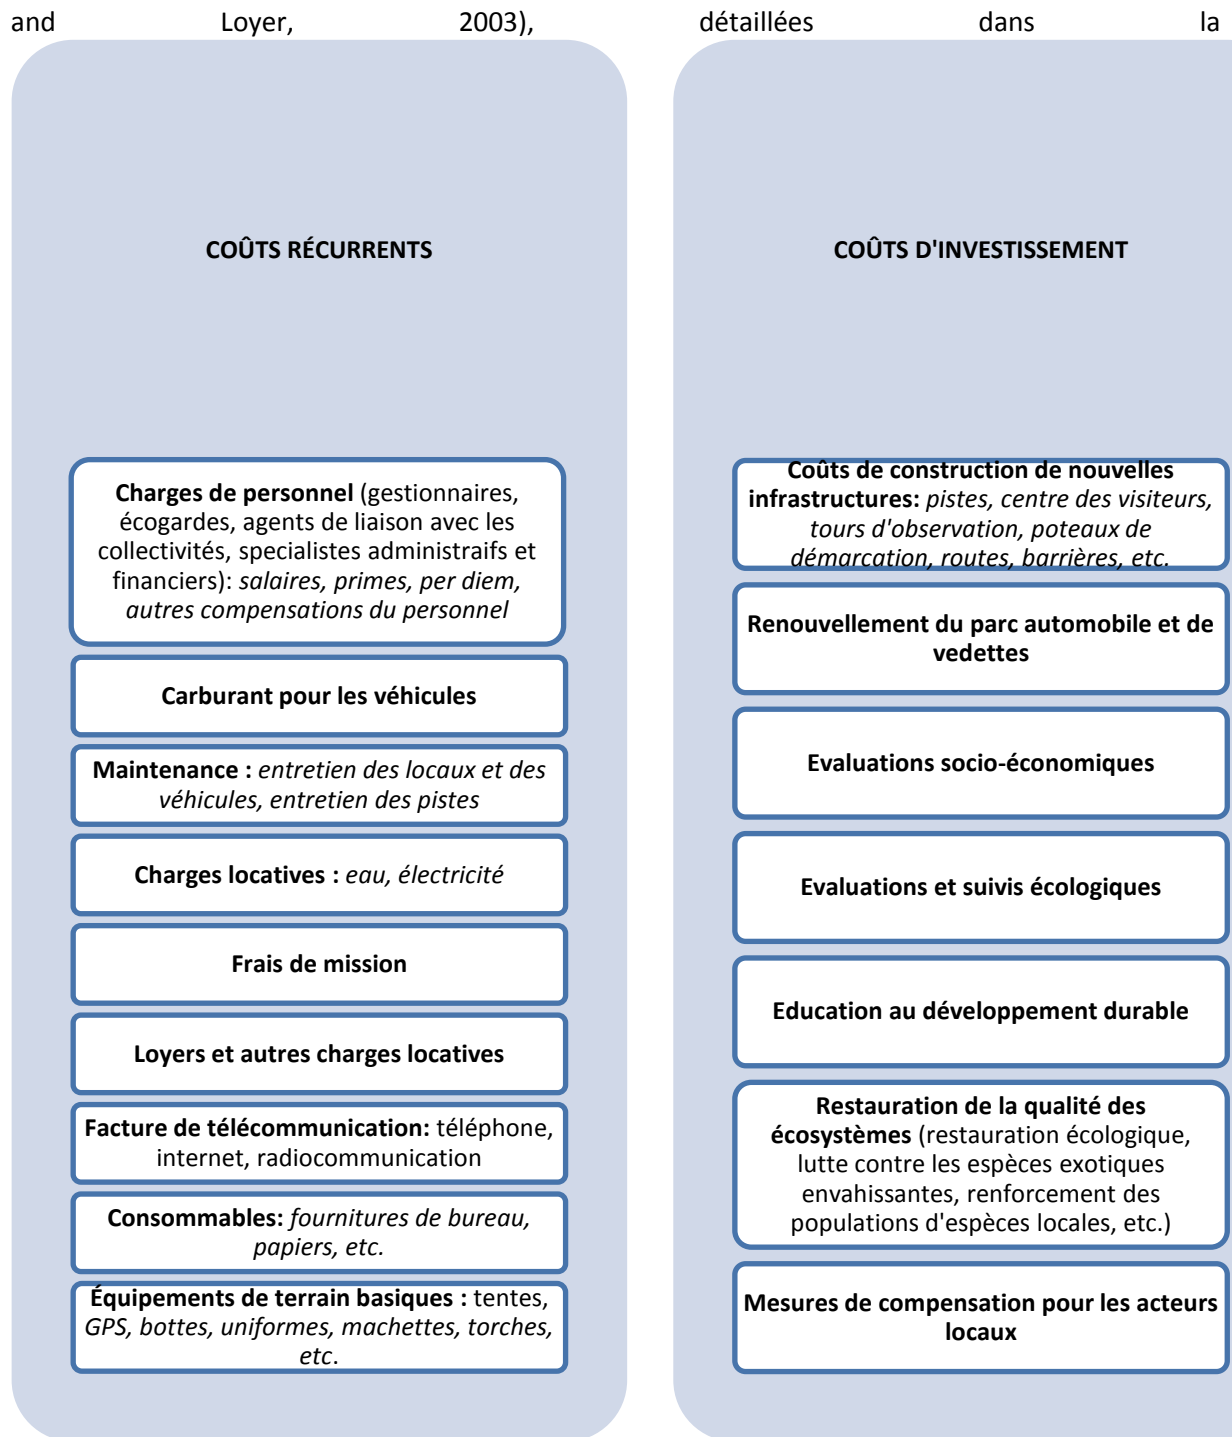 and Loyer, 2003), détaillées dans la
COÛTS RÉCURRENTS
Charges de personnel (gestionnaires,
écogardes, agents de liaison avec les
collectivités, specialistes administraifs et
financiers): salaires, primes, per diem,
autres compensations du personnel
Carburant pour les véhicules
Maintenance : entretien des locaux et des
véhicules, entretien des pistes
Charges locatives : eau, électricité
Frais de mission
Loyers et autres charges locatives
Facture de télécommunication: téléphone,
internet, radiocommunication
Consommables: fournitures de bureau,
papiers, etc.
Équipements de terrain basiques : tentes,
GPS, bottes, uniformes, machettes, torches,
etc.
COÛTS D'INVESTISSEMENT
Coûts de construction de nouvelles
infrastructures: pistes, centre des visiteurs,
tours d'observation, poteaux de
démarcation, routes, barrières, etc.
Renouvellement du parc automobile et de
vedettes
Evaluations socio-économiques
Evaluations et suivis écologiques
Education au développement durable
Restauration de la qualité des
écosystèmes (restauration écologique,
lutte contre les espèces exotiques
envahissantes, renforcement des
populations d'espèces locales, etc.)
Mesures de compensation pour les acteurs
locaux